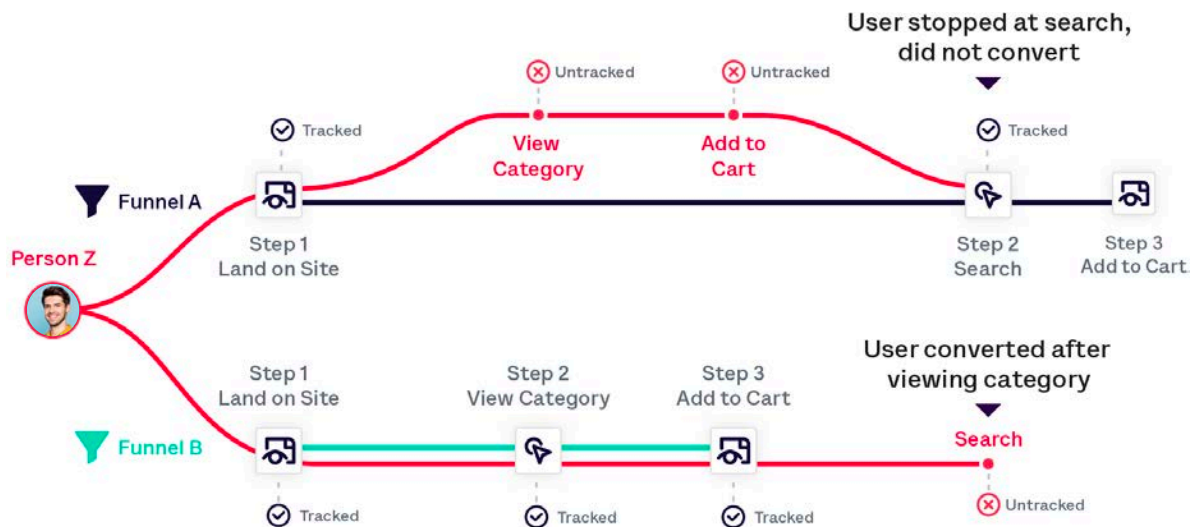 User stopped at search,
did not convert
Untracked
Untracked
Tracked
Tracked
View
Category
Add to
Cart
Funnel A
Step 1
Land on Site
Step 2
Search
Step 3
Add to Cart
Person Z
User converted after
viewing category
Step 1
Land on Site
Step 2
View Category
Step 3
Add to Cart
Search
Funnel B
Tracked
Tracked
Tracked
Untracked